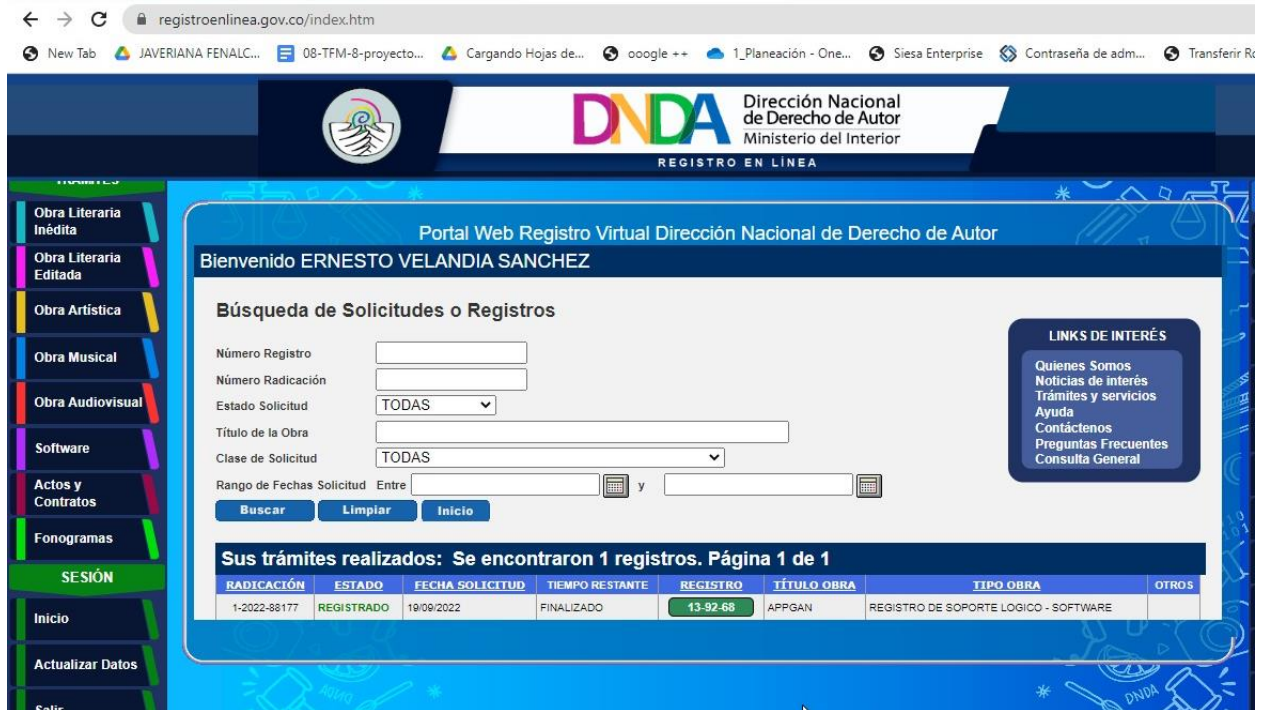 registroenlinea.gov.co/index.htm
New Tab JAVERIANA FENALC... 08-TFM-8-proyecto... Cargando Hojas de... ooogle ++ 1_Planeación - One... Siesa Enterprise Contraseña de adm... Transferir Ro
DNDA
Dirección Nacional
de Derecho de Autor
Ministerio del Interior
REGISTRO EN LÍNEA
TRÁMITES
Obra Literaria
Inédita
Obra Literaria
Editada
Obra Artística
Obra Musical
Obra Audiovisual
Software
Actos y
Contratos
Fonogramas
SESIÓN
Inicio
Actualizar Datos
Salir
Portal Web Registro Virtual Dirección Nacional de Derecho de Autor
Bienvenido ERNESTO VELANDIA SANCHEZ
Búsqueda de Solicitudes o Registros
Número Registro
Número Radicación
Estado Solicitud TODAS
Título de la Obra
Clase de Solicitud TODAS
Rango de Fechas Solicitud Entre y
Buscar Limpiar Inicio
LINKS DE INTERÉS
Quienes Somos
Noticias de interés
Trámites y servicios
Ayuda
Contáctenos
Preguntas Frecuentes
Consulta General
Sus trámites realizados: Se encontraron 1 registros. Página 1 de 1
RADICACIÓN ESTADO FECHA SOLICITUD TIEMPO RESTANTE REGISTRO TÍTULO OBRA TIPO OBRA OTROS
1-2022-88177 REGISTRADO 19/09/2022 FINALIZADO 13-92-68 APPGAN REGISTRO DE SOPORTE LOGICO - SOFTWARE
DNDA
DNDA